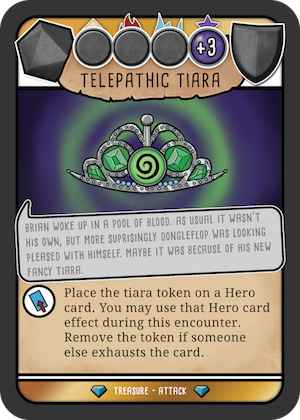 +3
TELEPATHIC TIARA
BRIAN WOKE UP IN A POOL OF BLOOD. AS USUAL IT WASN'T
HIS OWN, BUT MORE SUPRISINGLY DONGLEFLOP WAS LOOKING
PLEASED WITH HIMSELF. MAYBE IT WAS BECAUSE OF HIS NEW
FANCY TIARA.
Place the tiara token on a Hero
card. You may use that Hero card
effect during this encounter.
Remove the token if someone
else exhausts the card.
TREASURE - ATTACK